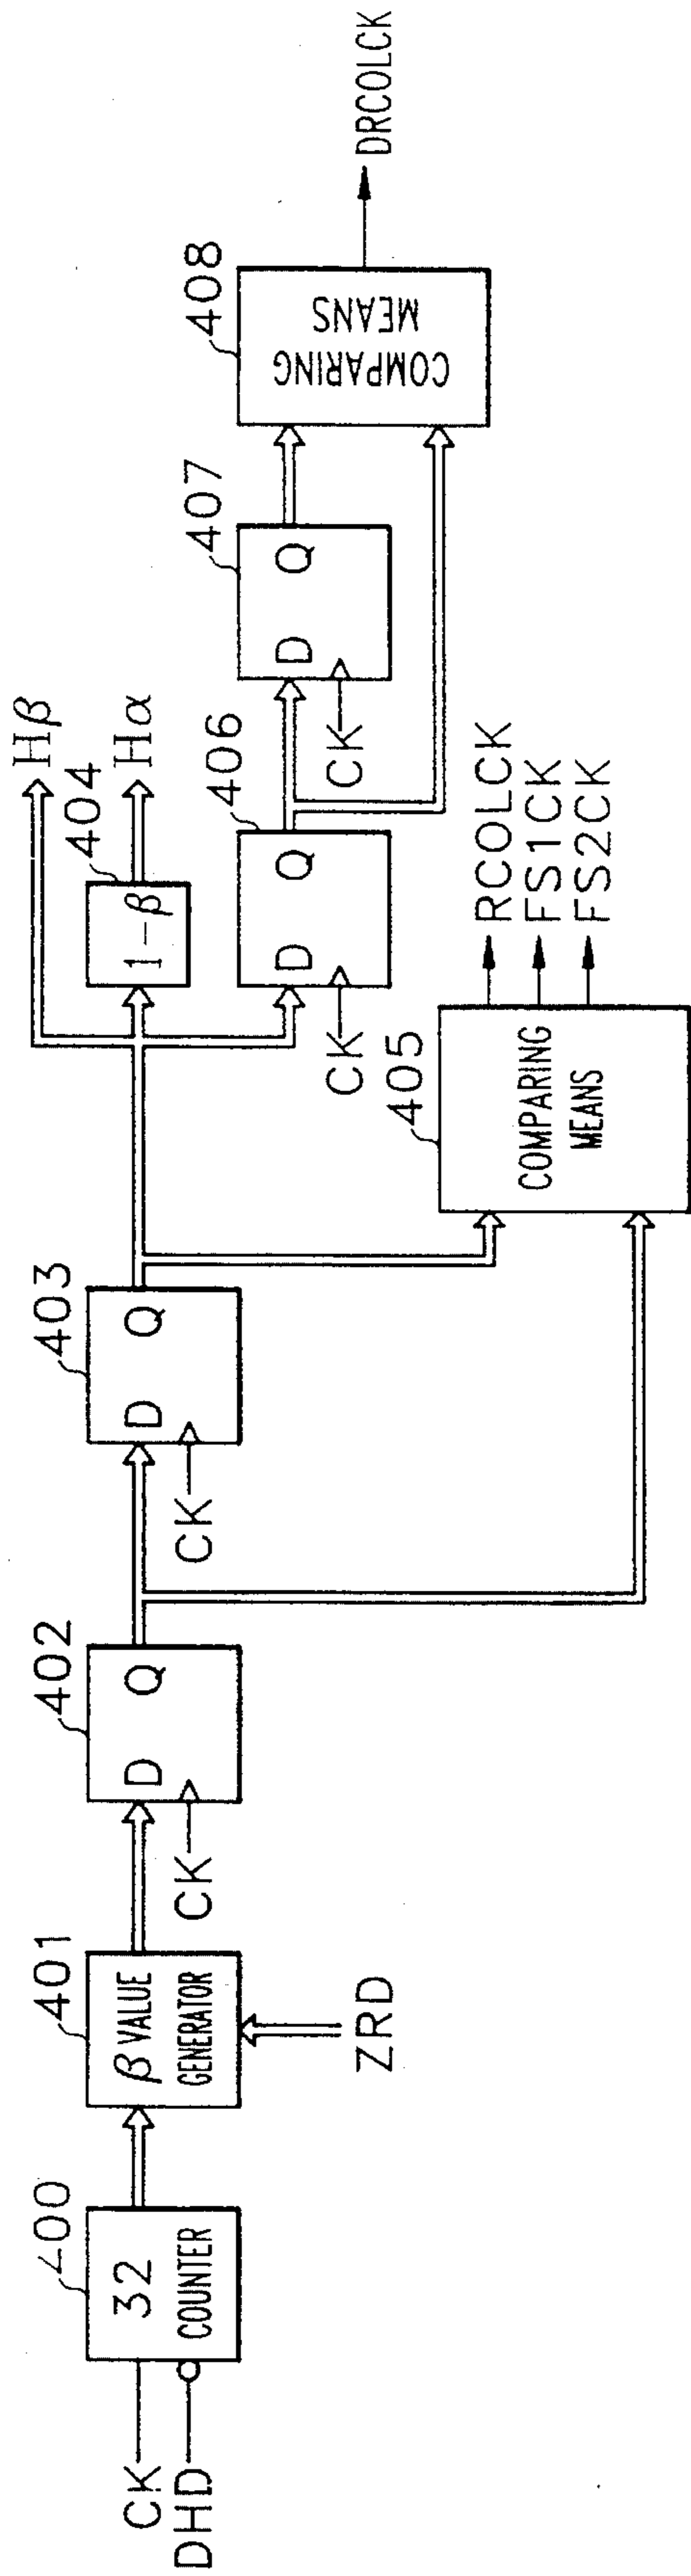 CK
DHD
400
32
COUNTER
401
β VALUE
GENERATOR
ZRD
402
D Q
CK
403
D Q
CK
Hβ
404
1-β
Hα
405
COMPARING
MEANS
RCOLCK
FS1CK
FS2CK
406
D Q
CK
407
D Q
CK
408
COMPARING
MEANS
DRCOLCK